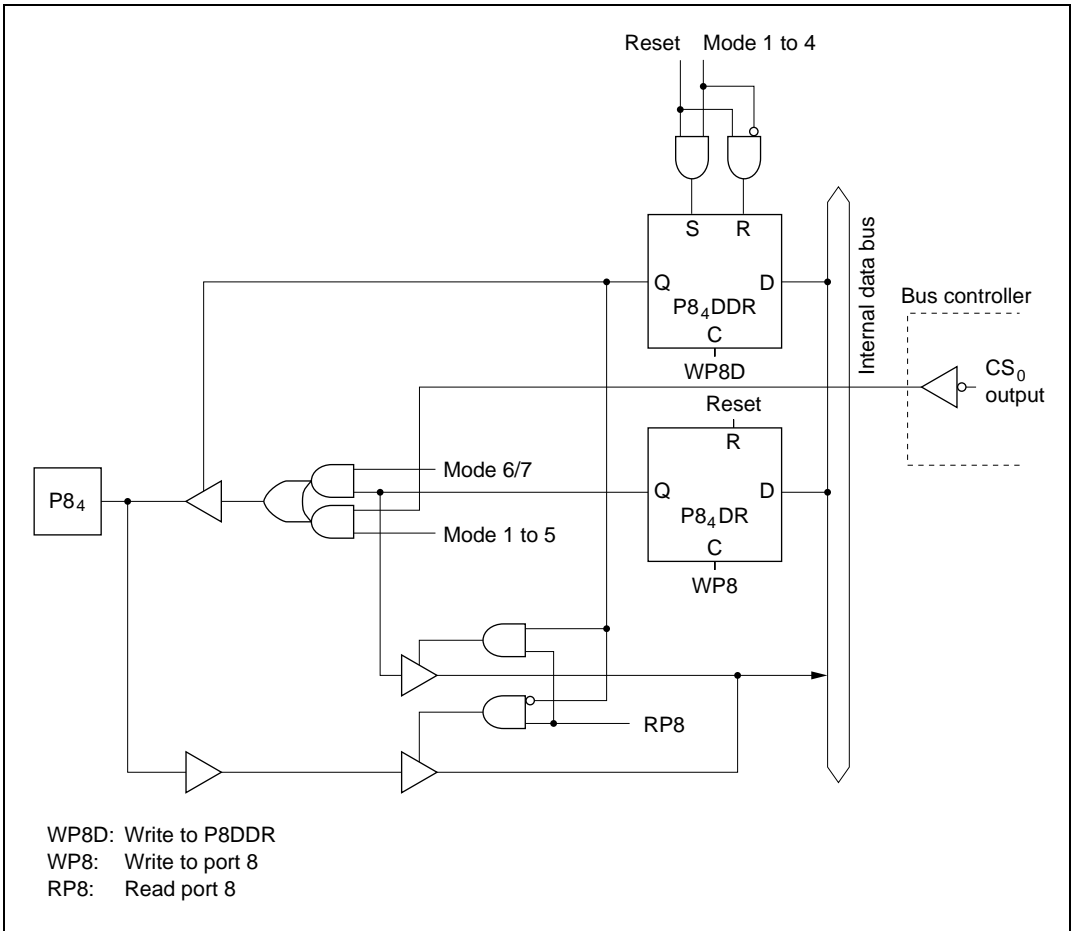 Reset Mode 1 to 4
S R
Q D
P8₄DDR
C
WP8D
Internal data bus
Bus controller
CS₀
output
Reset
R
Mode 6/7
Q D
P8₄
P8₄DR
Mode 1 to 5
C
WP8
RP8
WP8D: Write to P8DDR
WP8: Write to port 8
RP8: Read port 8